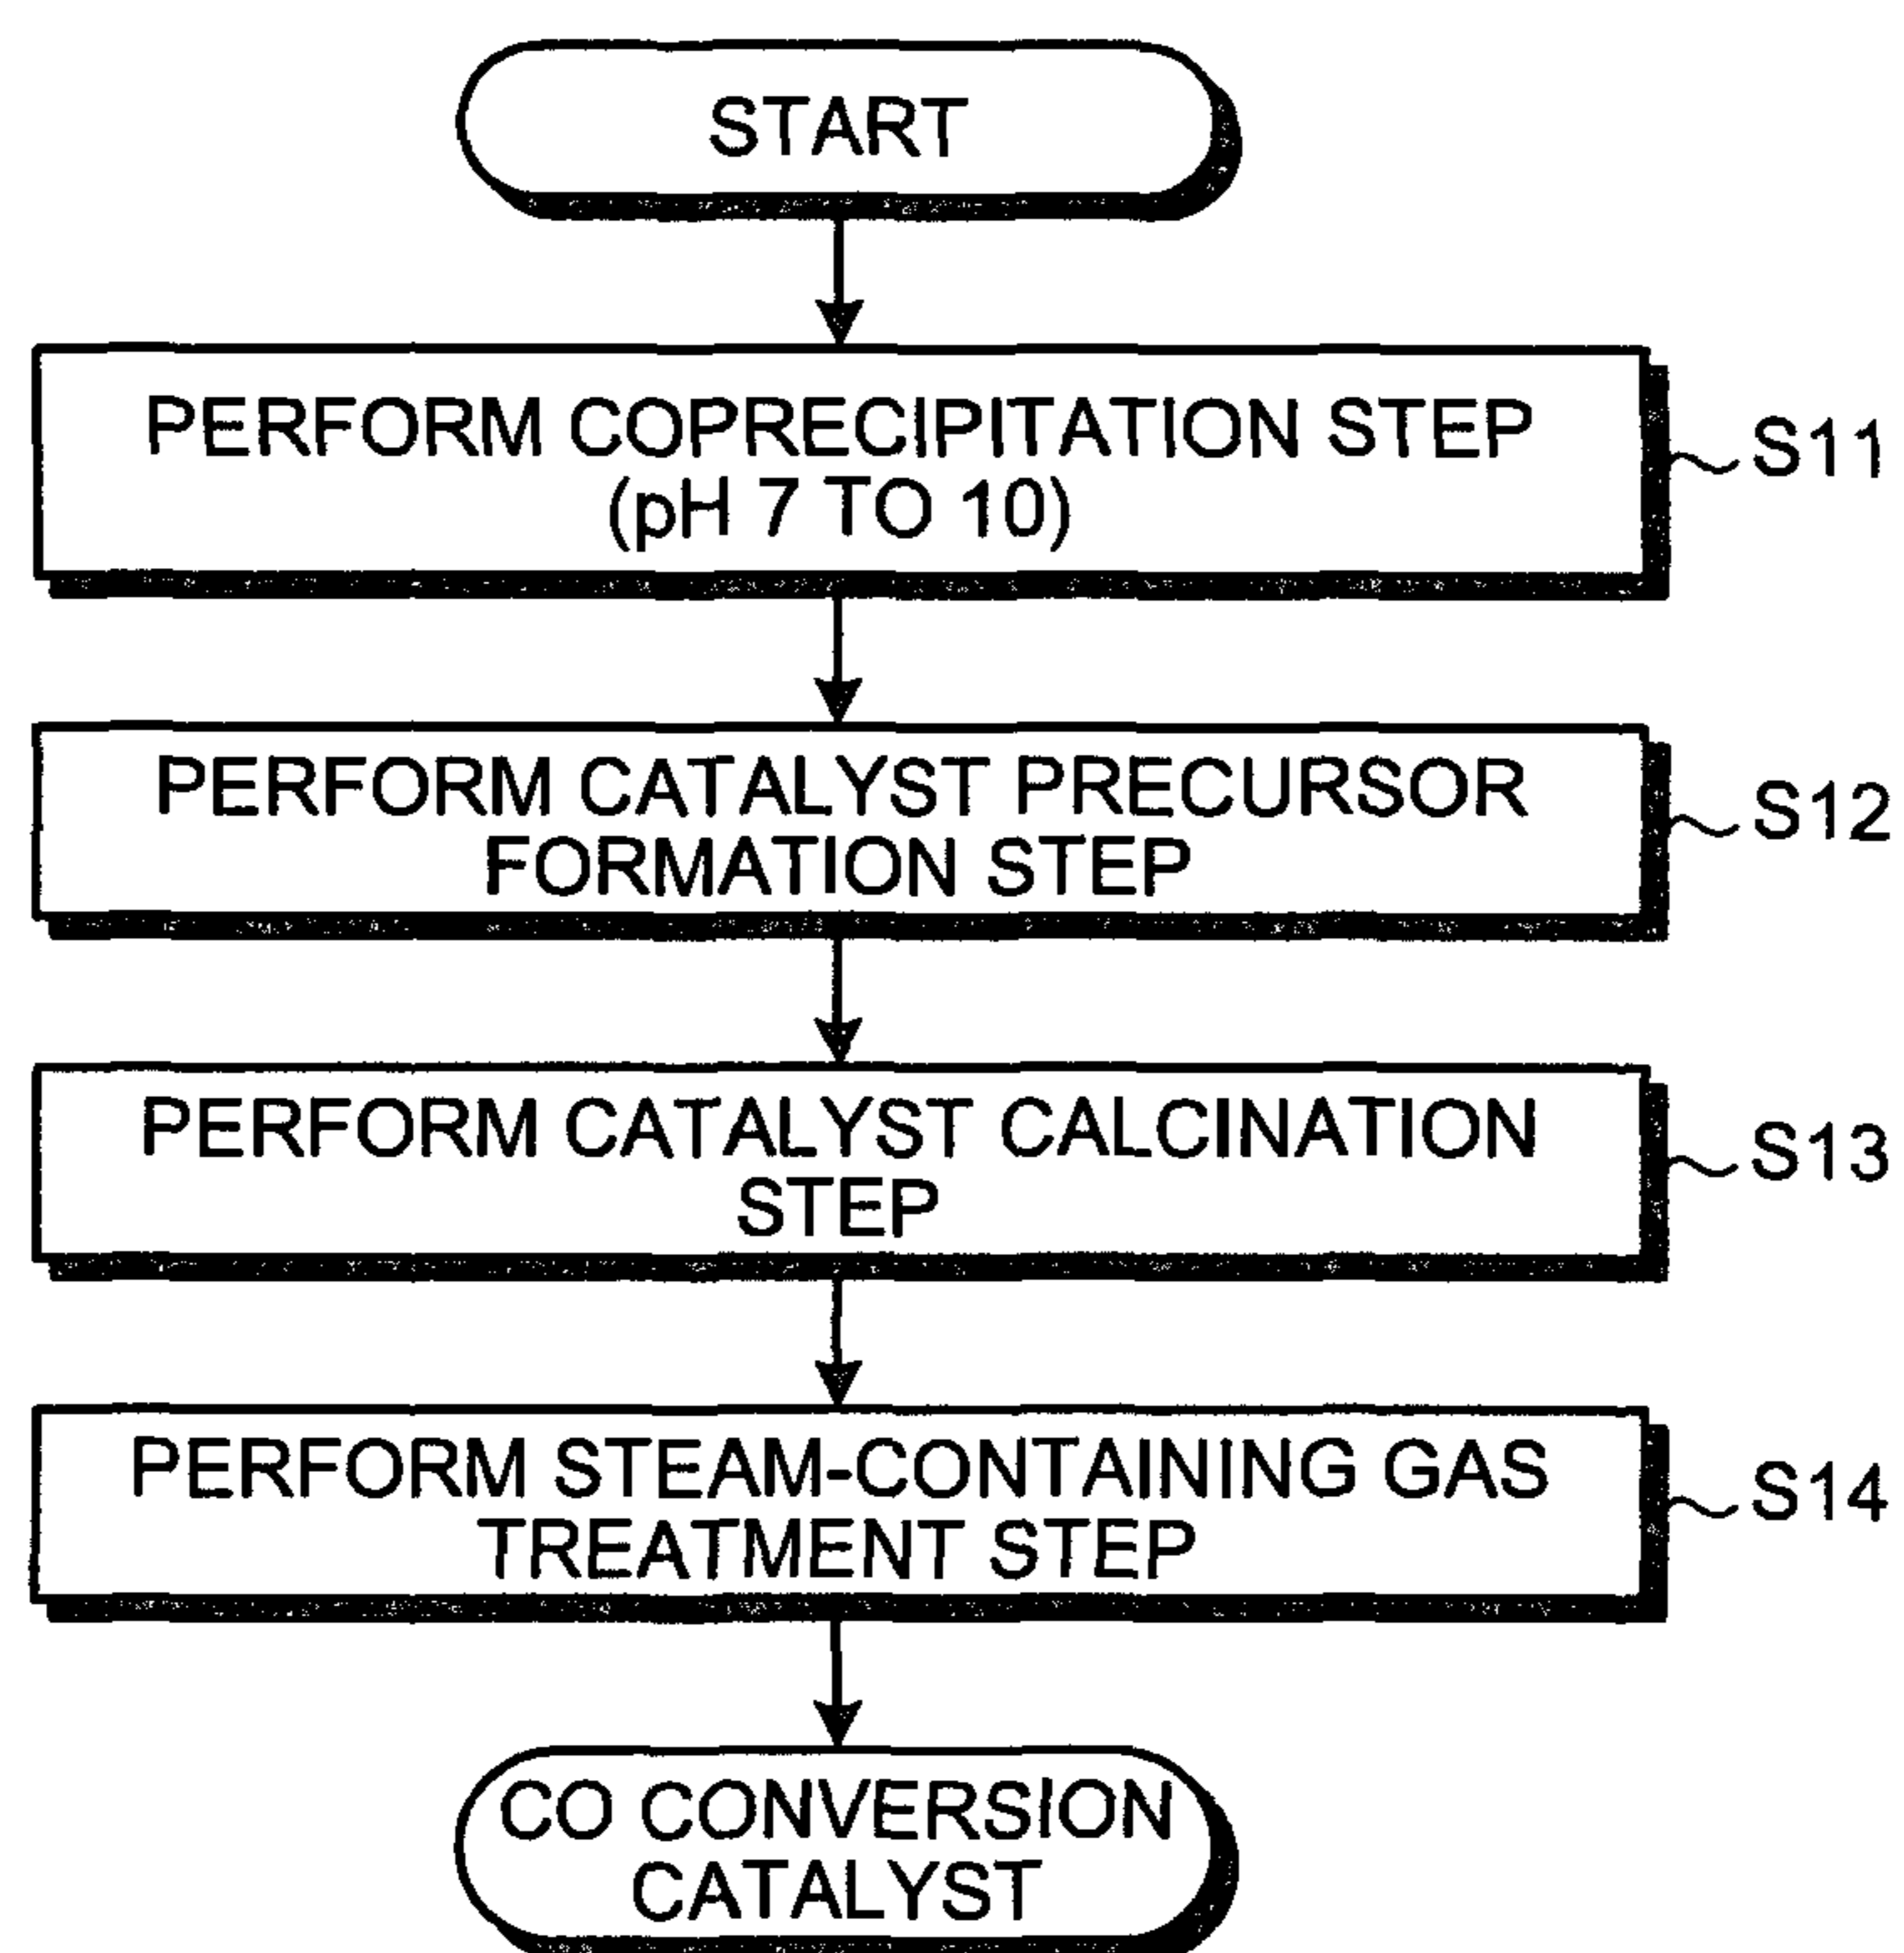 START
PERFORM COPRECIPITATION STEP
(pH 7 TO 10)
S11
PERFORM CATALYST PRECURSOR
FORMATION STEP
S12
PERFORM CATALYST CALCINATION
STEP
S13
PERFORM STEAM-CONTAINING GAS
TREATMENT STEP
S14
CO CONVERSION
CATALYST